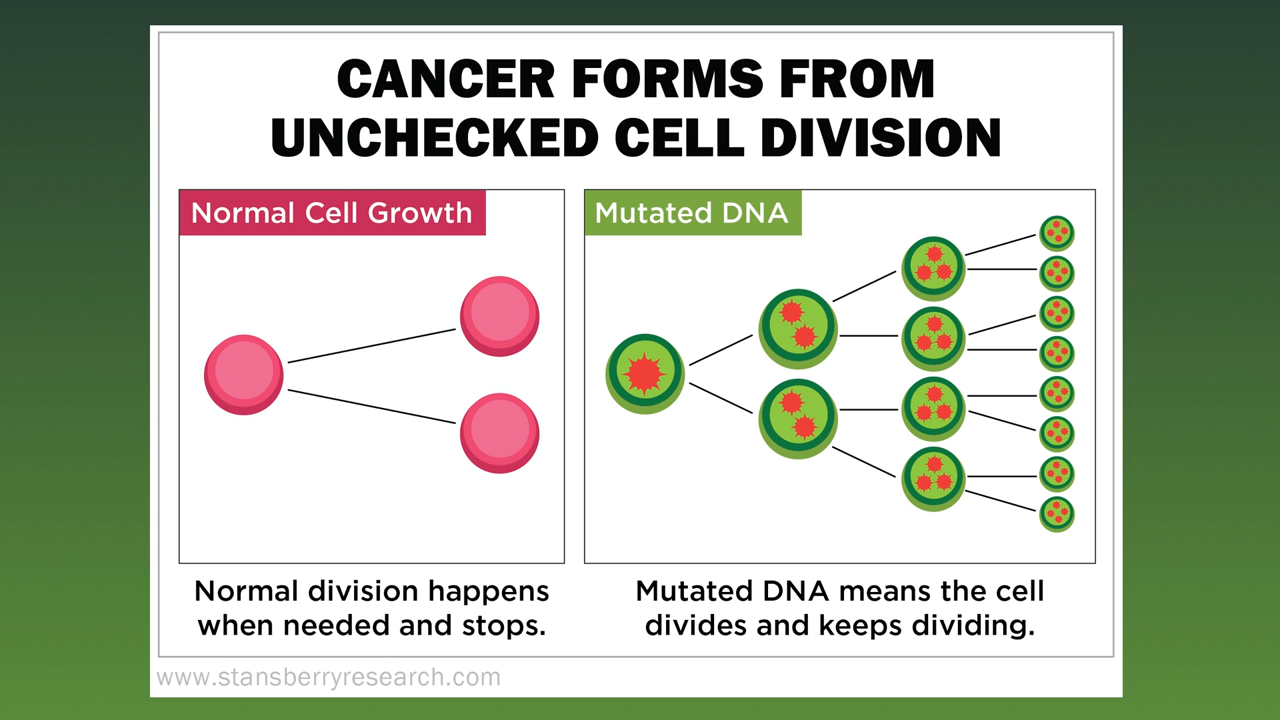 CANCER FORMS FROM
UNCHECKED CELL DIVISION
Normal Cell Growth
Mutated DNA
Normal division happens
when needed and stops.
Mutated DNA means the cell
divides and keeps dividing.
www.stansberryresearch.com